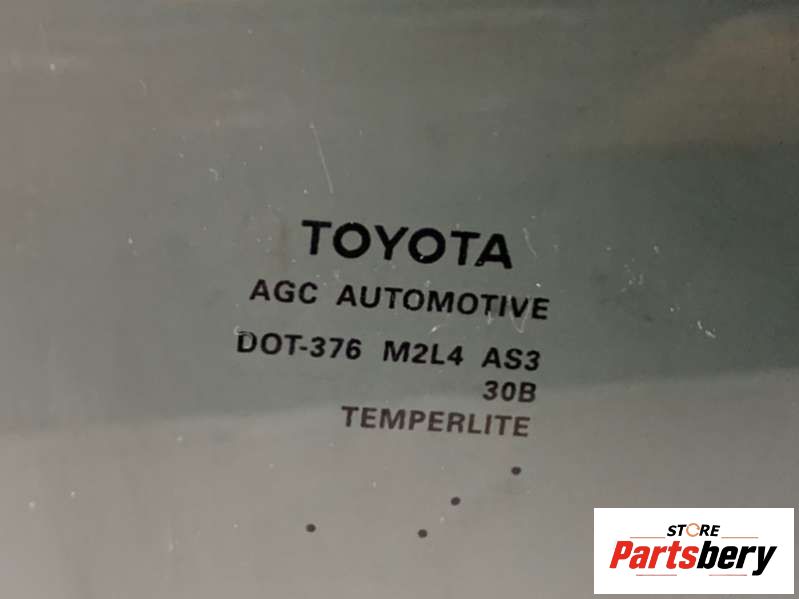 TOYOTA
AGC AUTOMOTIVE
DOT-376 M2L4 AS3
30B
TEMPERLITE
STORE
Partsbery